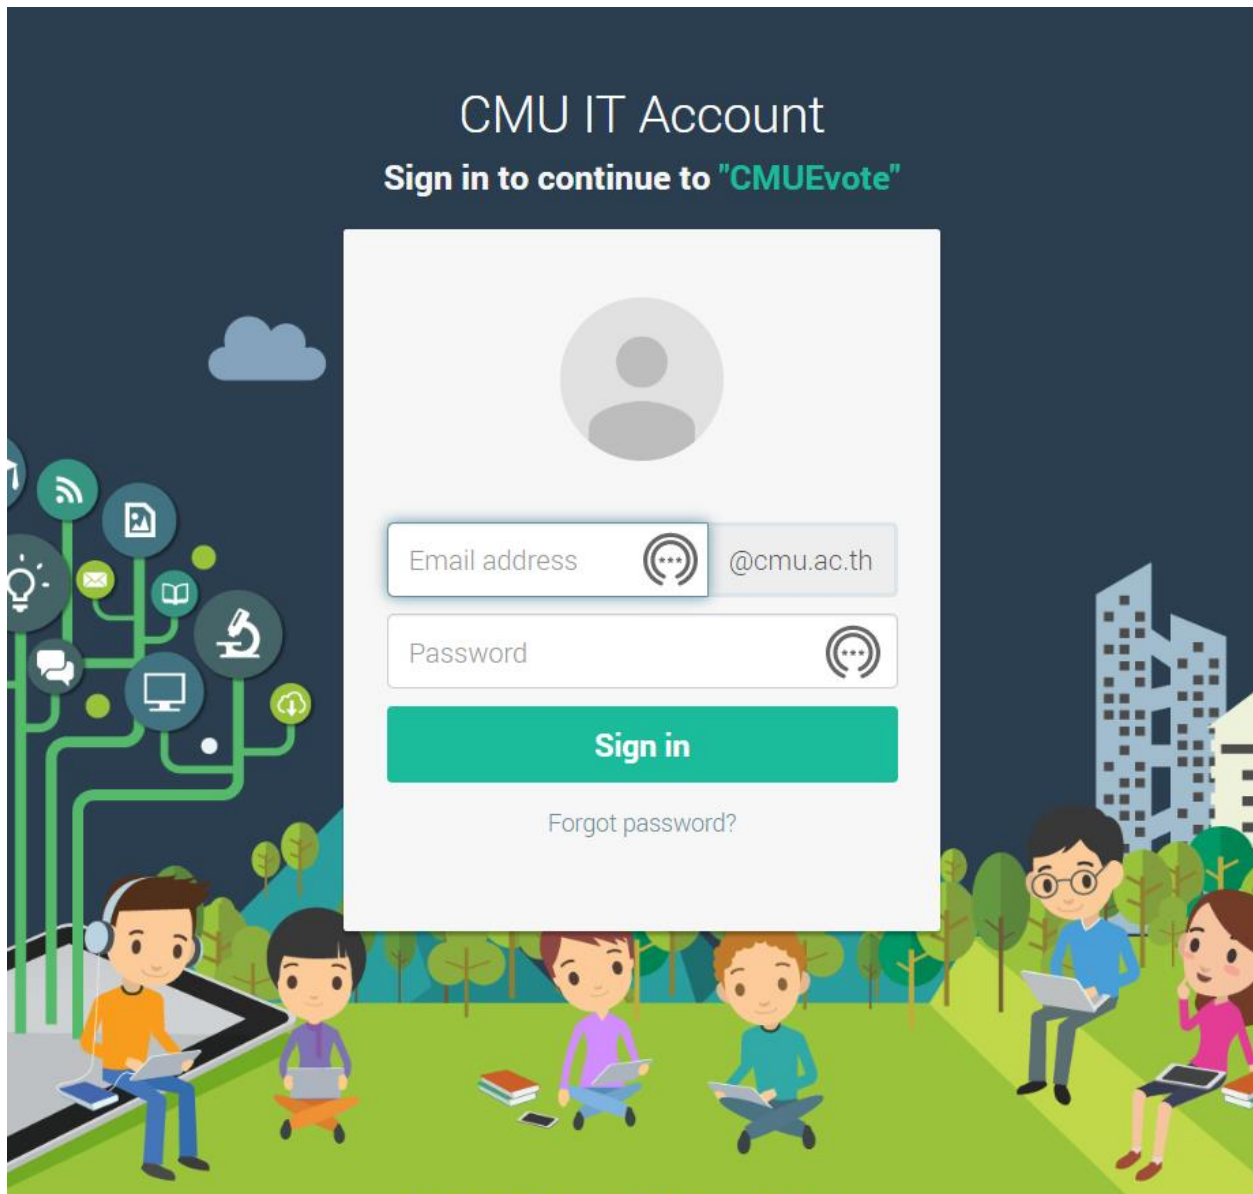 CMU IT Account
Sign in to continue to "CMUEvote"
Email address @cmu.ac.th
Password
Sign in
Forgot password?